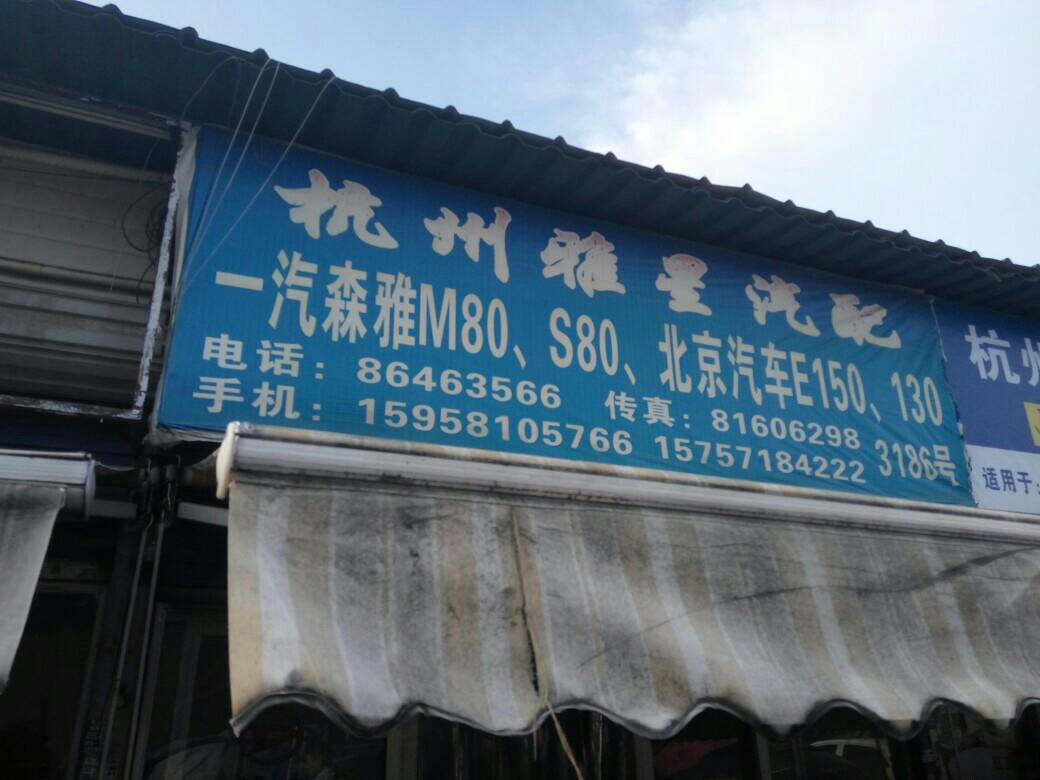 杭州雅星汽配
一汽森雅M80、S80、北京汽车E150、130
电话：86463566 传真：81606298
手机：15958105766 15757184222 3186号
杭州
适用于